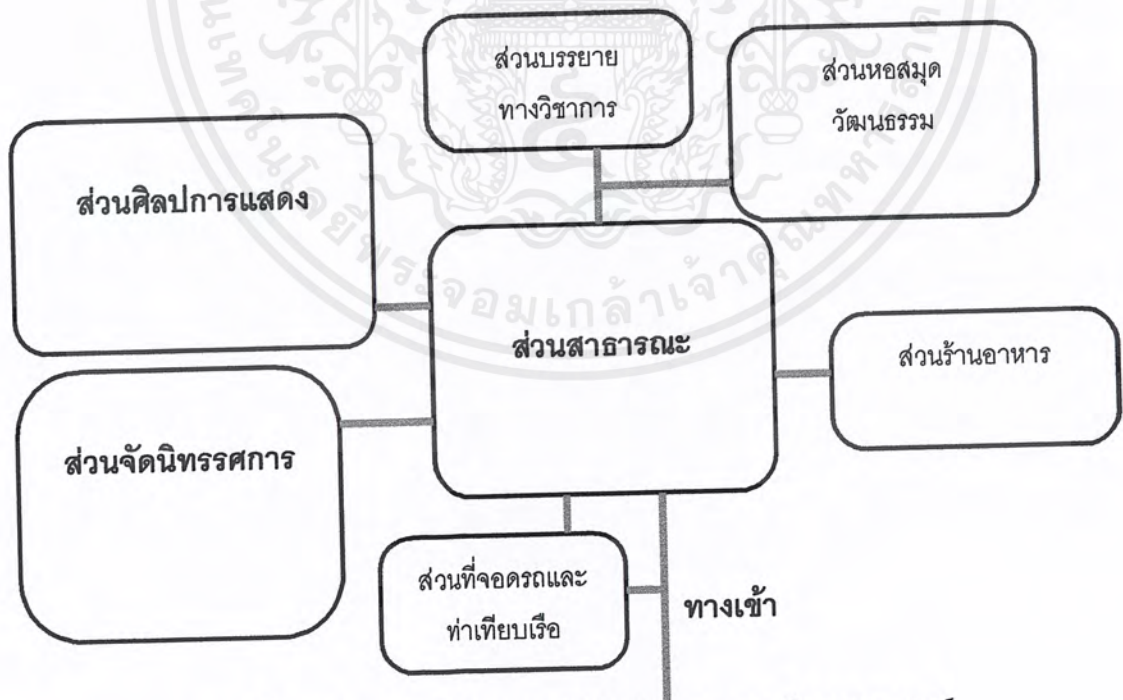 ส่วนบรรยาย
ทางวิชาการ
ส่วนหอสมุด
วัฒนธรรม
ส่วนศิลปการแสดง
ส่วนสาธารณะ
ส่วนร้านอาหาร
ส่วนจัดนิทรรศการ
ส่วนที่จอดรถและ
ท่าเทียบเรือ
ทางเข้า